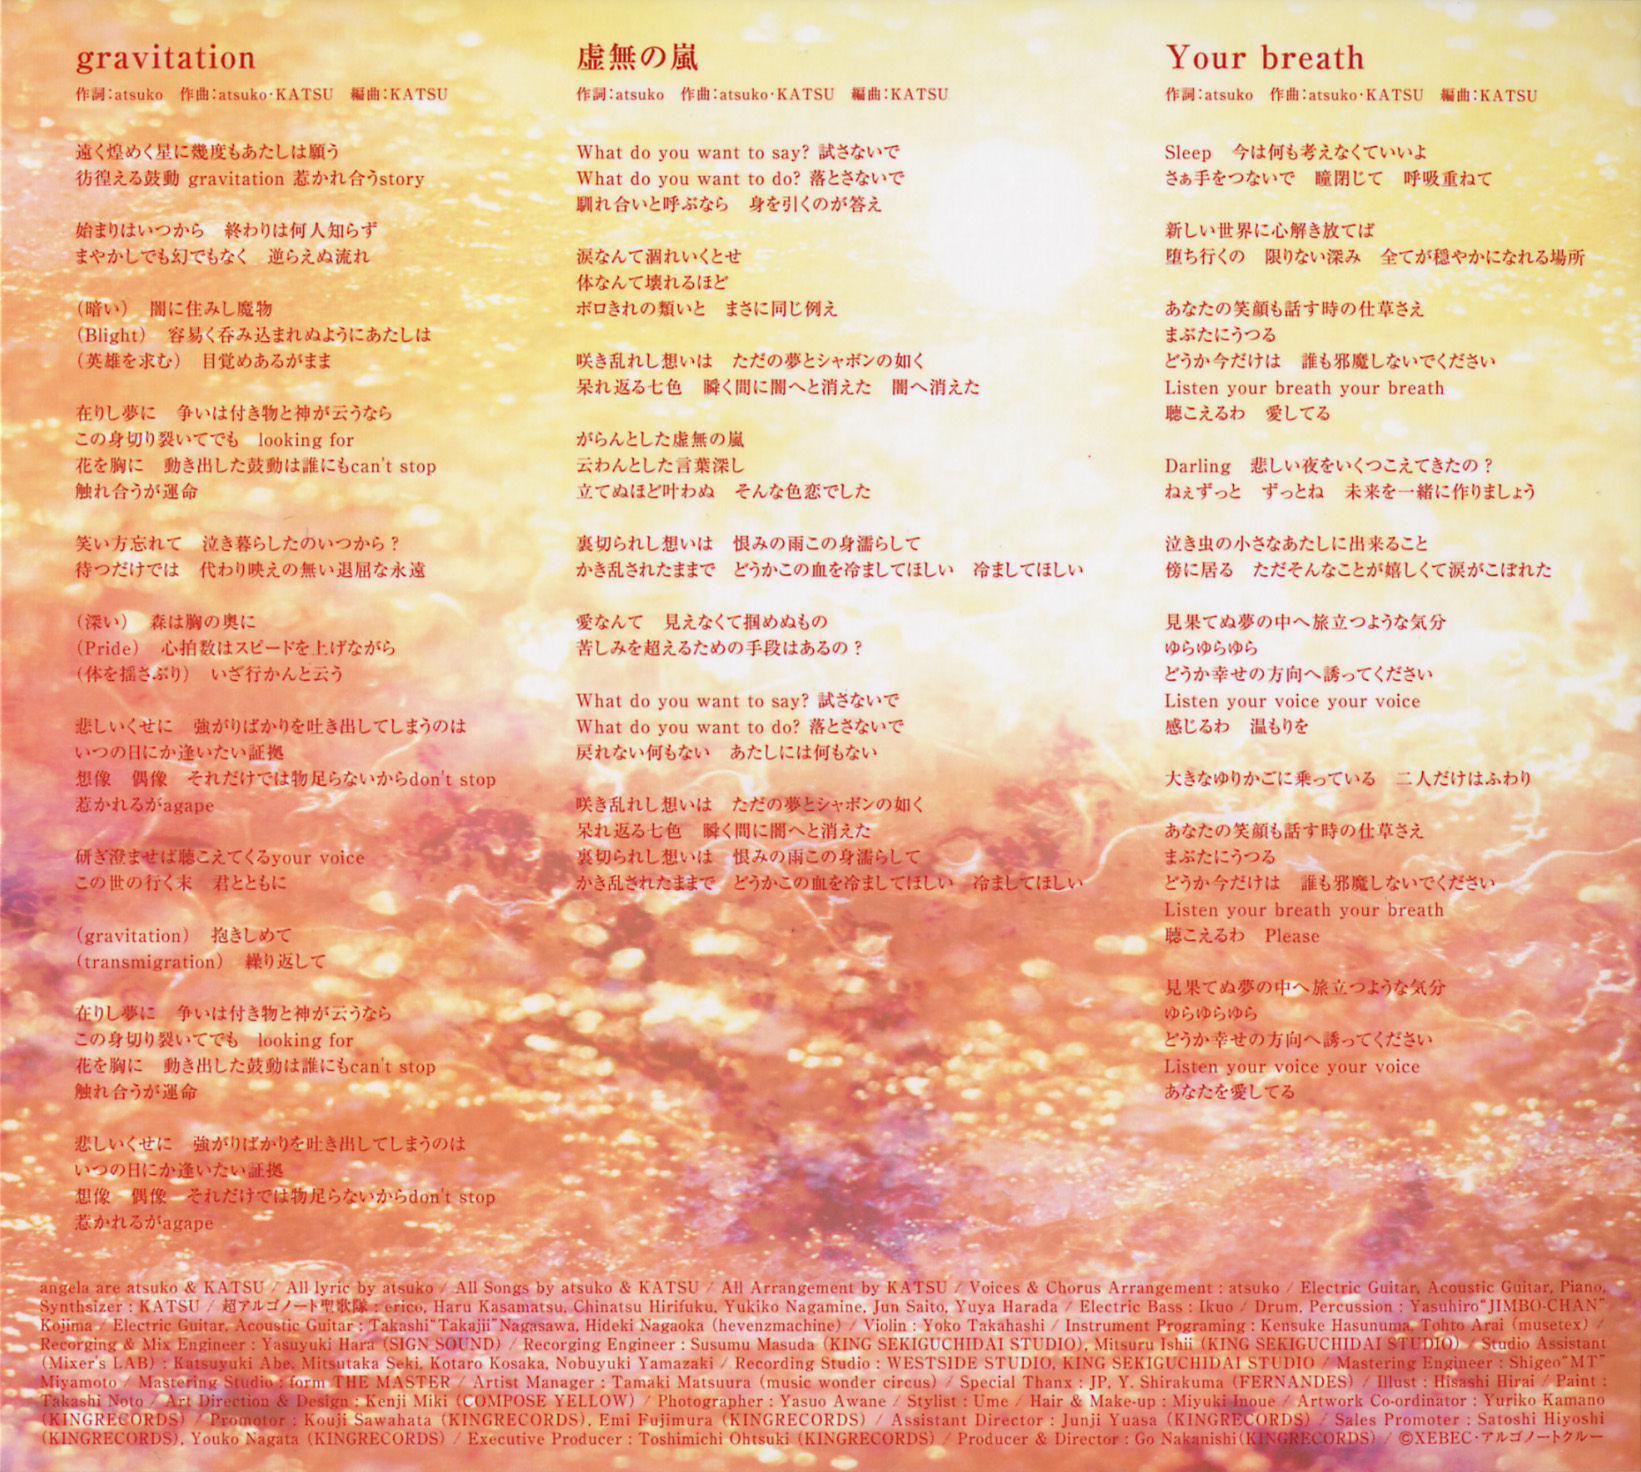 gravitation
作詞：atsuko　作曲：atsuko・KATSU　編曲：KATSU
遠く煌めく星に幾度もあたしは願う
彷徨える鼓動 gravitation 惹かれ合うstory
始まりはいつから　終わりは何人知らず
まやかしでも幻でもなく　逆らえぬ流れ
（暗い）　闇に住みし魔物
（Blight）　容易く呑み込まれぬようにあたしは
（英雄を求む）　目覚めあるがまま
在りし夢に　争いは付き物と神が云うなら
この身切り裂いてでも　looking for
花を胸に　動き出した鼓動は誰にもcan't stop
触れ合うが運命
笑い方忘れて　泣き暮らしたのいつから？
待つだけでは　代わり映えの無い退屈な永遠
（深い）　森は胸の奥に
（Pride）　心拍数はスピードを上げながら
（体を揺さぶり）　いざ行かんと云う
悲しいくせに　強がりばかりを吐き出してしまうのは
いつの日にか逢いたい証拠
想像　偶像　それだけでは物足らないからdon't stop
惹かれるがagape
研ぎ澄ませば聴こえてくるyour voice
この世の行く末　君とともに
（gravitation）　抱きしめて
（transmigration）　繰り返して
在りし夢に　争いは付き物と神が云うなら
この身切り裂いてでも　looking for
花を胸に　動き出した鼓動は誰にもcan't stop
触れ合うが運命
悲しいくせに　強がりばかりを吐き出してしまうのは
いつの日にか逢いたい証拠
想像　偶像　それだけでは物足らないからdon't stop
惹かれるがagape
虚無の嵐
作詞：atsuko　作曲：atsuko・KATSU　編曲：KATSU
What do you want to say? 試さないで
What do you want to do? 落とさないで
馴れ合いと呼ぶなら　身を引くのが答え
涙なんて涸れいくとせ
体なんて壊れるほど
ボロきれの類いと　まさに同じ例え
咲き乱れし想いは　ただの夢とシャボンの如く
呆れ返る七色　瞬く間に闇へと消えた　闇へ消えた
がらんとした虚無の嵐
云わんとした言葉深し
立てぬほど叶わぬ　そんな色恋でした
裏切られし想いは　恨みの雨この身濡らして
かき乱されたままで　どうかこの血を冷ましてほしい　冷ましてほしい
愛なんて　見えなくて掴めぬもの
苦しみを超えるための手段はあるの？
What do you want to say? 試さないで
What do you want to do? 落とさないで
戻れない何もない　あたしには何もない
咲き乱れし想いは　ただの夢とシャボンの如く
呆れ返る七色　瞬く間に闇へと消えた
裏切られし想いは　恨みの雨この身濡らして
かき乱されたままで　どうかこの血を冷ましてほしい　冷ましてほしい
Your breath
作詞：atsuko　作曲：atsuko・KATSU　編曲：KATSU
Sleep　今は何も考えなくていいよ
さぁ手をつないで　瞳閉じて　呼吸重ねて
新しい世界に心解き放てば
堕ち行くの　限りない深み　全てが穏やかになれる場所
あなたの笑顔も話す時の仕草さえ
まぶたにうつる
どうか今だけは　誰も邪魔しないでください
Listen your breath your breath
聴こえるわ　愛してる
Darling　悲しい夜をいくつこえてきたの？
ねぇずっと　ずっとね　未来を一緒に作りましょう
泣き虫の小さなあたしに出来ること
傍に居る　ただそんなことが嬉しくて涙がこぼれた
見果てぬ夢の中へ旅立つような気分
ゆらゆらゆら
どうか幸せの方向へ誘ってください
Listen your voice your voice
感じるわ　温もりを
大きなゆりかごに乗っている　二人だけはふわり
あなたの笑顔も話す時の仕草さえ
まぶたにうつる
どうか今だけは　誰も邪魔しないでください
Listen your breath your breath
聴こえるわ　Please
見果てぬ夢の中へ旅立つような気分
ゆらゆらゆら
どうか幸せの方向へ誘ってください
Listen your voice your voice
あなたを愛してる
angela are atsuko & KATSU / All lyric by atsuko / All Songs by atsuko & KATSU / All Arrangement by KATSU / Voices & Chorus Arrangement : atsuko / Electric Guitar, Acoustic Guitar, Piano,
Synthsizer : KATSU / 超アルゴノート聖歌隊 : erico, Haru Kasamatsu, Chinatsu Hirifuku, Yukiko Nagamine, Jun Saito, Yuya Harada / Electric Bass : Ikuo / Drum, Percussion : Yasuhiro"JIMBO-CHAN"
Kojima / Electric Guitar, Acoustic Guitar : Takashi"Takajii"Nagasawa, Hideki Nagaoka (hevenzmachine) / Violin : Yoko Takahashi / Instrument Programing : Kensuke Hasunuma, Tohto Arai (musetex) /
Recorging & Mix Engineer : Yasuyuki Hara (SIGN SOUND) / Recorging Engineer : Susumu Masuda (KING SEKIGUCHIDAI STUDIO), Mitsuru Ishii (KING SEKIGUCHIDAI STUDIO) / Studio Assistant
(Mixer's LAB) : Katsuyuki Abe, Mitsutaka Seki, Kotaro Kosaka, Nobuyuki Yamazaki / Recording Studio : WESTSIDE STUDIO, KING SEKIGUCHIDAI STUDIO / Mastering Engineer : Shigeo"MT"
Miyamoto / Mastering Studio : form THE MASTER / Artist Manager : Tamaki Matsuura (music wonder circus) / Special Thanx : JP, Y. Shirakuma (FERNANDES) / Illust : Hisashi Hirai / Paint :
Takashi Noto / Art Direction & Design : Kenji Miki (COMPOSE YELLOW) / Photographer : Yasuo Awane / Stylist : Ume / Hair & Make-up : Miyuki Inoue / Artwork Co-ordinator : Yuriko Kamano
(KINGRECORDS) / Promotor : Kouji Sawahata (KINGRECORDS), Emi Fujimura (KINGRECORDS) / Assistant Director : Junji Yuasa (KINGRECORDS) / Sales Promoter : Satoshi Hiyoshi
(KINGRECORDS), Youko Nagata (KINGRECORDS) / Executive Producer : Toshimichi Ohtsuki (KINGRECORDS) / Producer & Director : Go Nakanishi(KINGRECORDS) / ©XEBEC・アルゴノートクルー